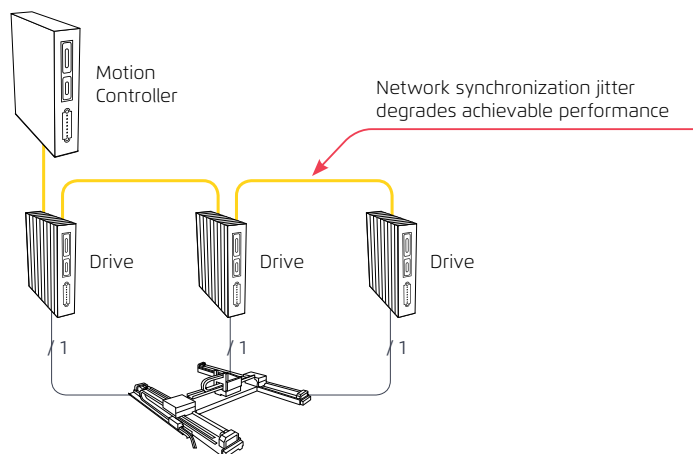 Motion
Controller
Network synchronization jitter
degrades achievable performance
Drive
Drive
Drive
/ 1
/ 1
/ 1